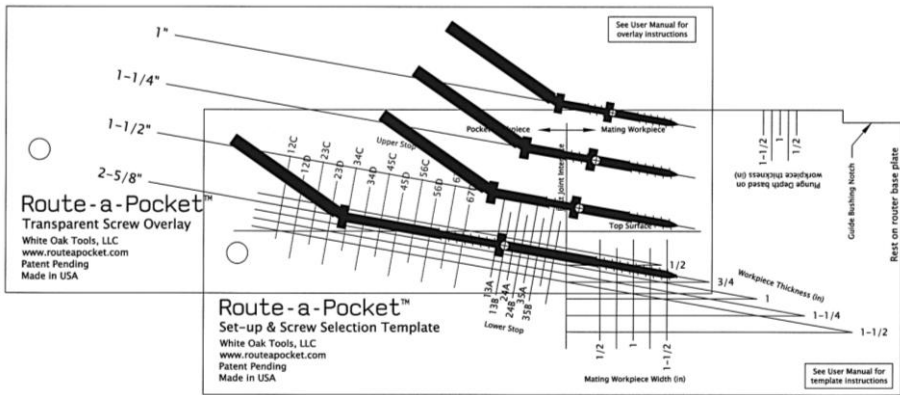 See User Manual for
overlay instructions
1"
1-1/4"
1-1/2"
2-5/8"
Route-a-Pocket™
Transparent Screw Overlay
White Oak Tools, LLC
www.routeapocket.com
Patent Pending
Made in USA
Mating Workpiece
Upper Stop
12C
12D
23C
23D
34C
34D
45C
45D
56C
56D
Joint Interface
Top Surface
1-1/2
1
1/2
Plunge Depth based on
workpiece thickness (in)
Guide Bushing Notch
Rest on router base plate
13A
13B
24A
24B
35A
35B
Lower Stop
1/2
3/4
1
1-1/4
1-1/2
Workpiece Thickness (in)
1/2
1
1-1/2
Mating Workpiece Width (in)
Route-a-Pocket™
Set-up & Screw Selection Template
White Oak Tools, LLC
www.routeapocket.com
Patent Pending
Made in USA
See User Manual for
template instructions